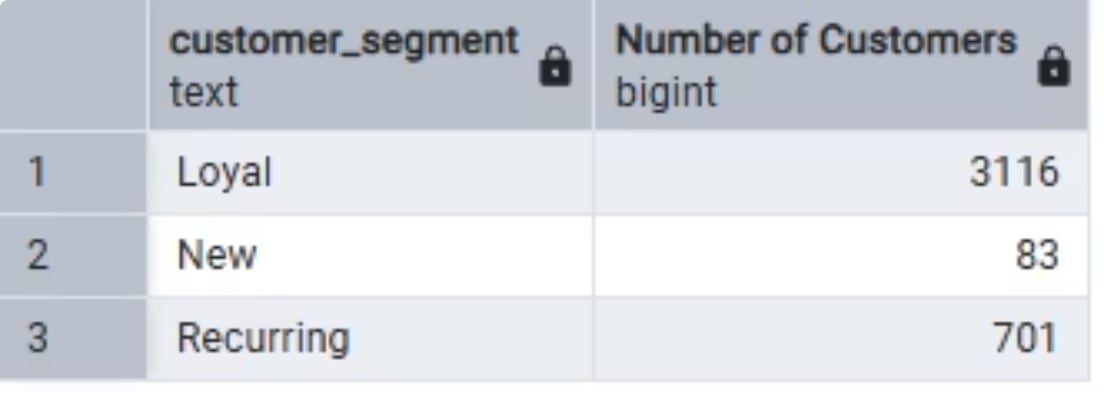 customer_segment Number of Customers
text bigint
1 Loyal 3116
2 New 83
3 Recurring 701